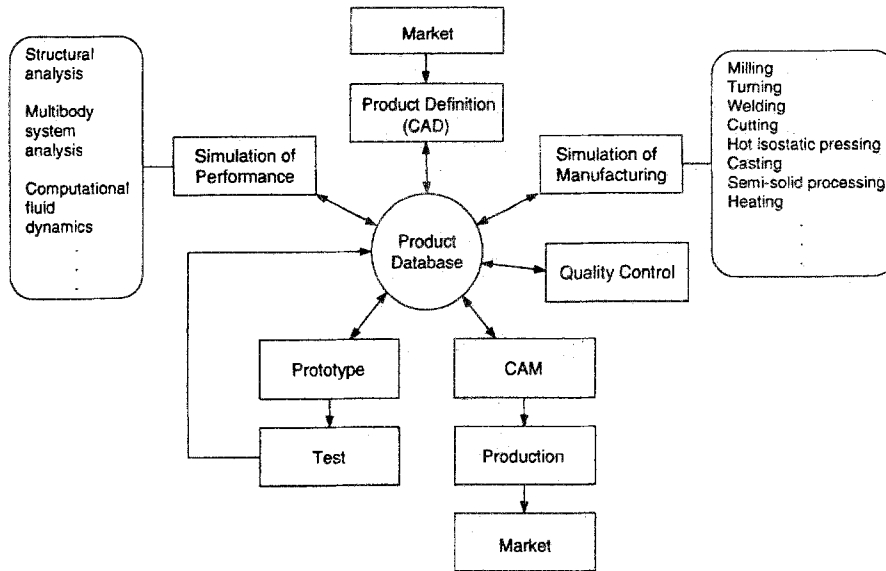 Market
Product Definition
(CAD)
Structural
analysis
Multibody
system
analysis
Computational
fluid
dynamics
.
.
.
Simulation of
Performance
Simulation of
Manufacturing
Milling
Turning
Welding
Cutting
Hot isostatic pressing
Casting
Semi-solid processing
Heating
.
.
.
Product
Database
Quality Control
Prototype
CAM
Test
Production
Market